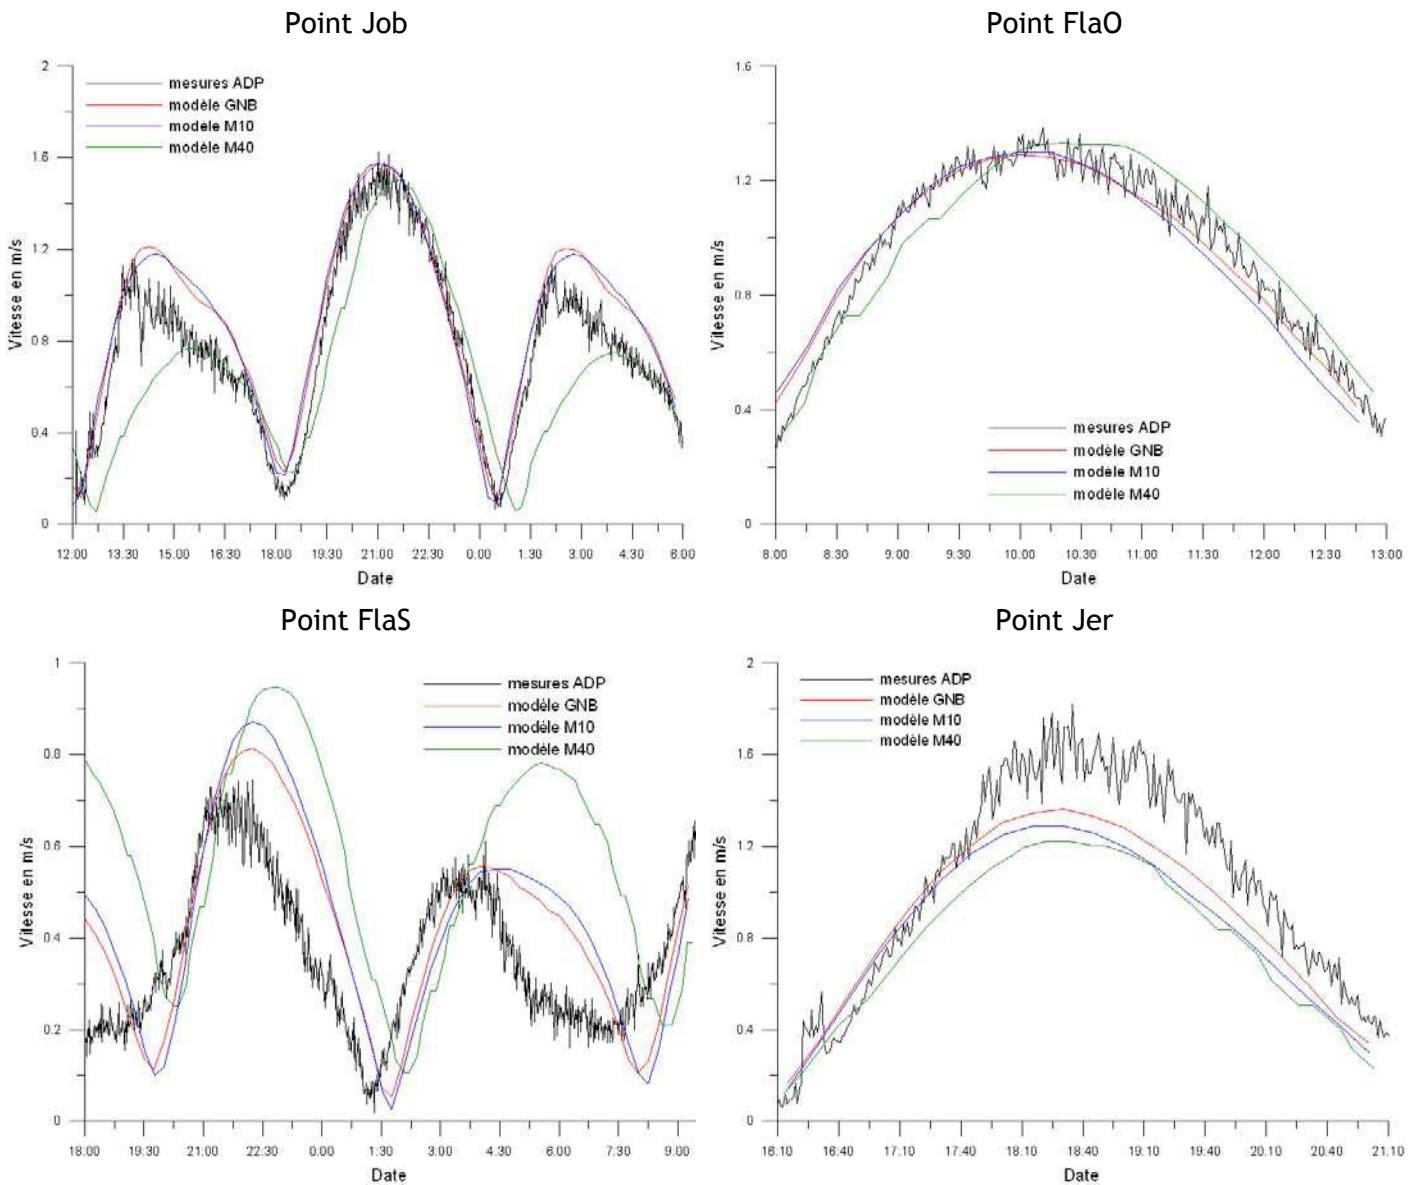 Point Job
2
1.6
1.2
0.8
0.4
0
Vitesse en m/s
mesures ADP
modèle GNB
modèle M10
modèle M40
12:00 13:30 15:00 16:30 18:00 19:30 21:00 22:30 0:00 1:30 3:00 4:30 6:00
Date
Point FlaO
1.6
1.2
0.8
0.4
0
Vitesse en m/s
mesures ADP
modèle GNB
modèle M10
modèle M40
8:00 8:30 9:00 9:30 10:00 10:30 11:00 11:30 12:00 12:30 13:00
Date
Point FlaS
1
0.8
0.6
0.4
0.2
0
Vitesse en m/s
mesures ADP
modèle GNB
modèle M10
modèle M40
18:00 19:30 21:00 22:30 0:00 1:30 3:00 4:30 6:00 7:30 9:00
Date
Point Jer
2
1.6
1.2
0.8
0.4
0
Vitesse en m/s
mesures ADP
modèle GNB
modèle M10
modèle M40
16:10 16:40 17:10 17:40 18:10 18:40 19:10 19:40 20:10 20:40 21:10
Date